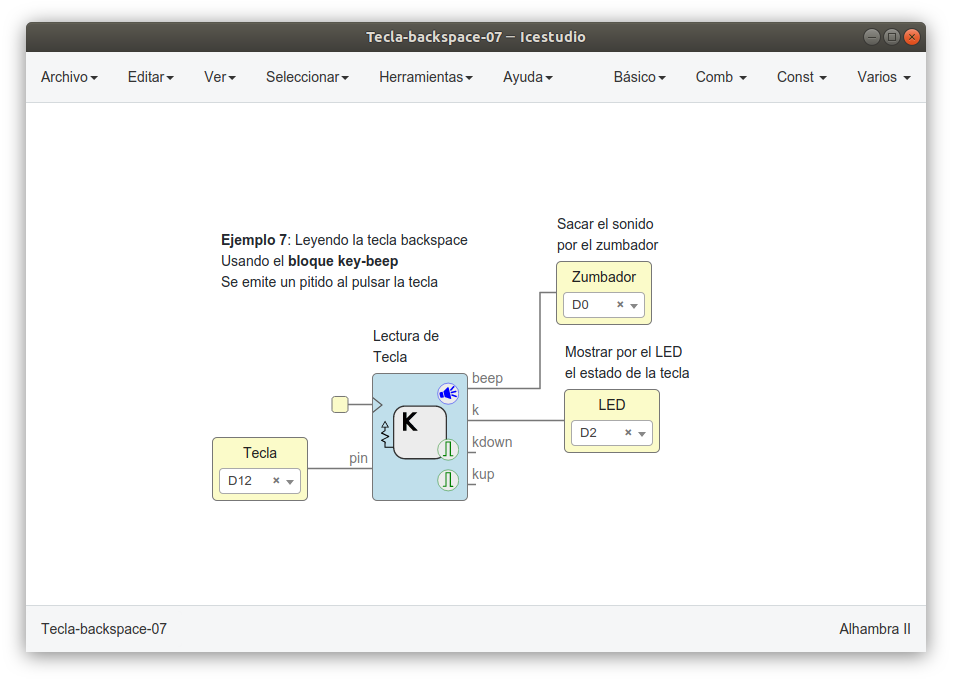 Tecla-backspace-07 – Icestudio
Archivo Editar Ver Seleccionar Herramientas Ayuda Básico Comb Const Varios
Ejemplo 7: Leyendo la tecla backspace
Usando el bloque key-beep
Se emite un pitido al pulsar la tecla
Sacar el sonido
por el zumbador
Zumbador
D0 ×
Lectura de
Tecla
Mostrar por el LED
el estado de la tecla
LED
D2 ×
beep
k
kdown
kup
K
pin
Tecla
D12 ×
Tecla-backspace-07
Alhambra II